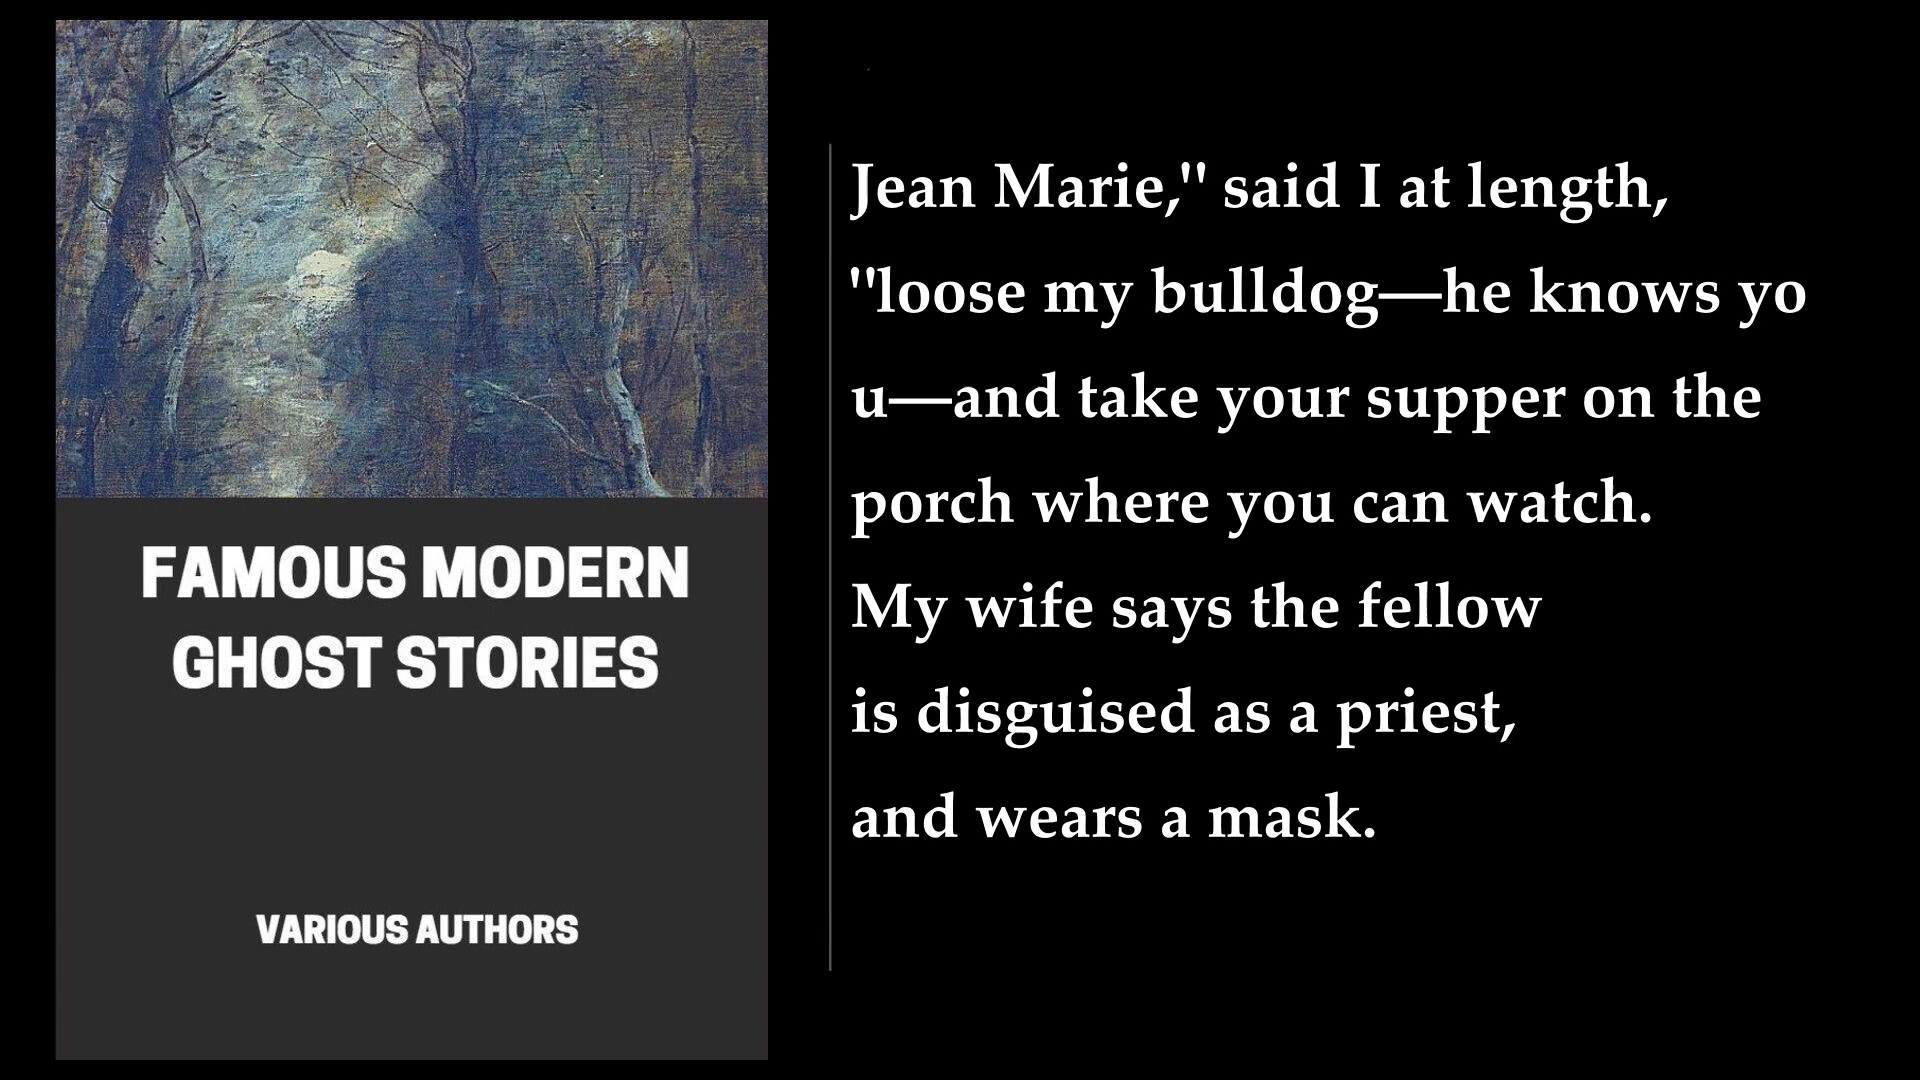 FAMOUS MODERN
GHOST STORIES
VARIOUS AUTHORS
Jean Marie," said I at length,
"loose my bulldog—he knows yo
u—and take your supper on the
porch where you can watch.
My wife says the fellow
is disguised as a priest,
and wears a mask.